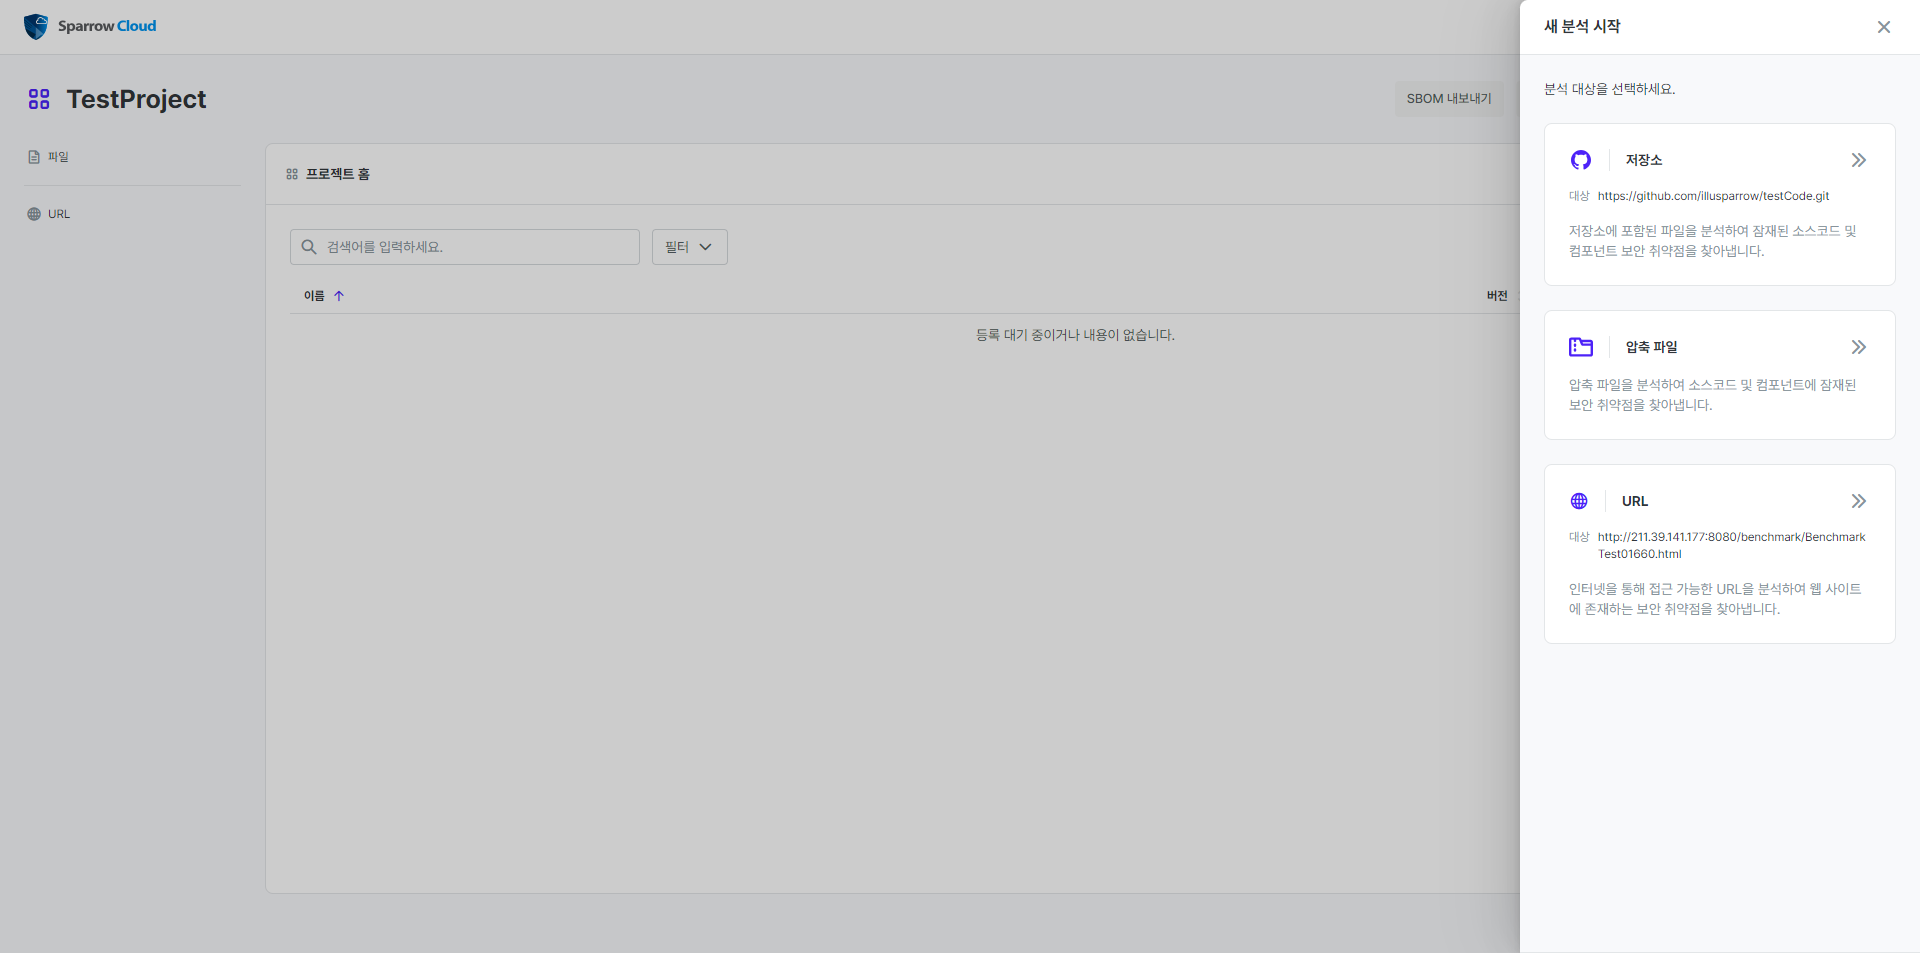 Sparrow Cloud
TestProject
SBOM 내보내기
파일
URL
프로젝트 홈
검색어를 입력하세요.
필터
이름
버전
등록 대기 중이거나 내용이 없습니다.
새 분석 시작
분석 대상을 선택하세요.
저장소
대상 https://github.com/illusparrow/testCode.git
저장소에 포함된 파일을 분석하여 잠재된 소스코드 및
컴포넌트 보안 취약점을 찾아냅니다.
압축 파일
압축 파일을 분석하여 소스코드 및 컴포넌트에 잠재된
보안 취약점을 찾아냅니다.
URL
대상 http://211.39.141.177:8080/benchmark/Benchmark
Test01660.html
인터넷을 통해 접근 가능한 URL을 분석하여 웹 사이트
에 존재하는 보안 취약점을 찾아냅니다.